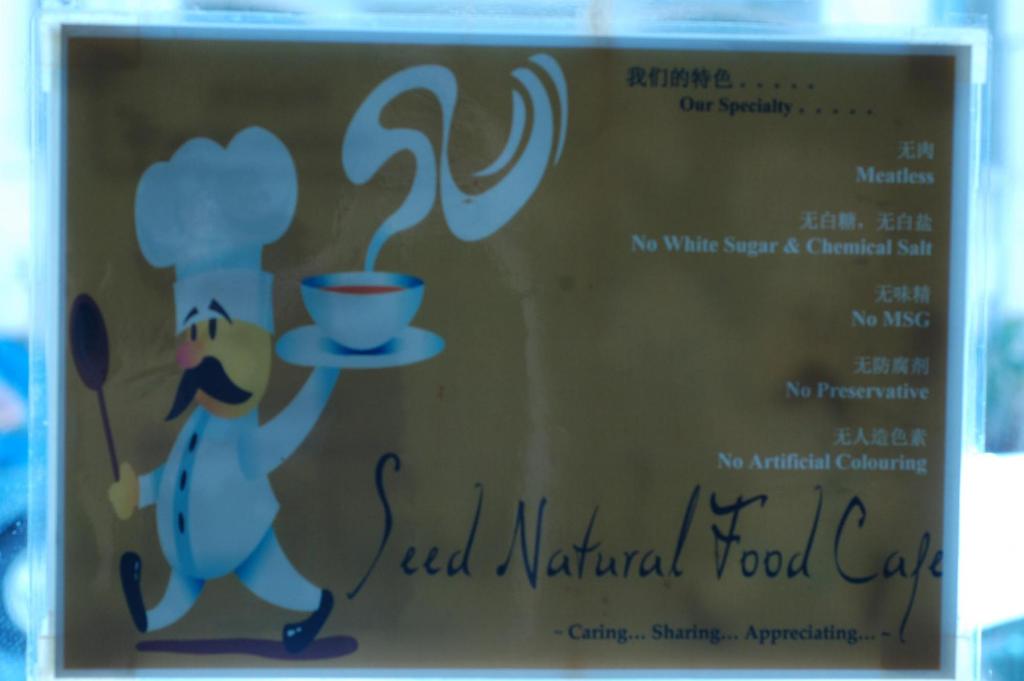 我们的特色 . . . . .
Our Specialty . . . . .
无肉
Meatless
无白糖，无白盐
No White Sugar & Chemical Salt
无味精
No MSG
无防腐剂
No Preservative
无人造色素
No Artificial Colouring
Seed Natural Food Cafe
~ Caring... Sharing... Appreciating... ~